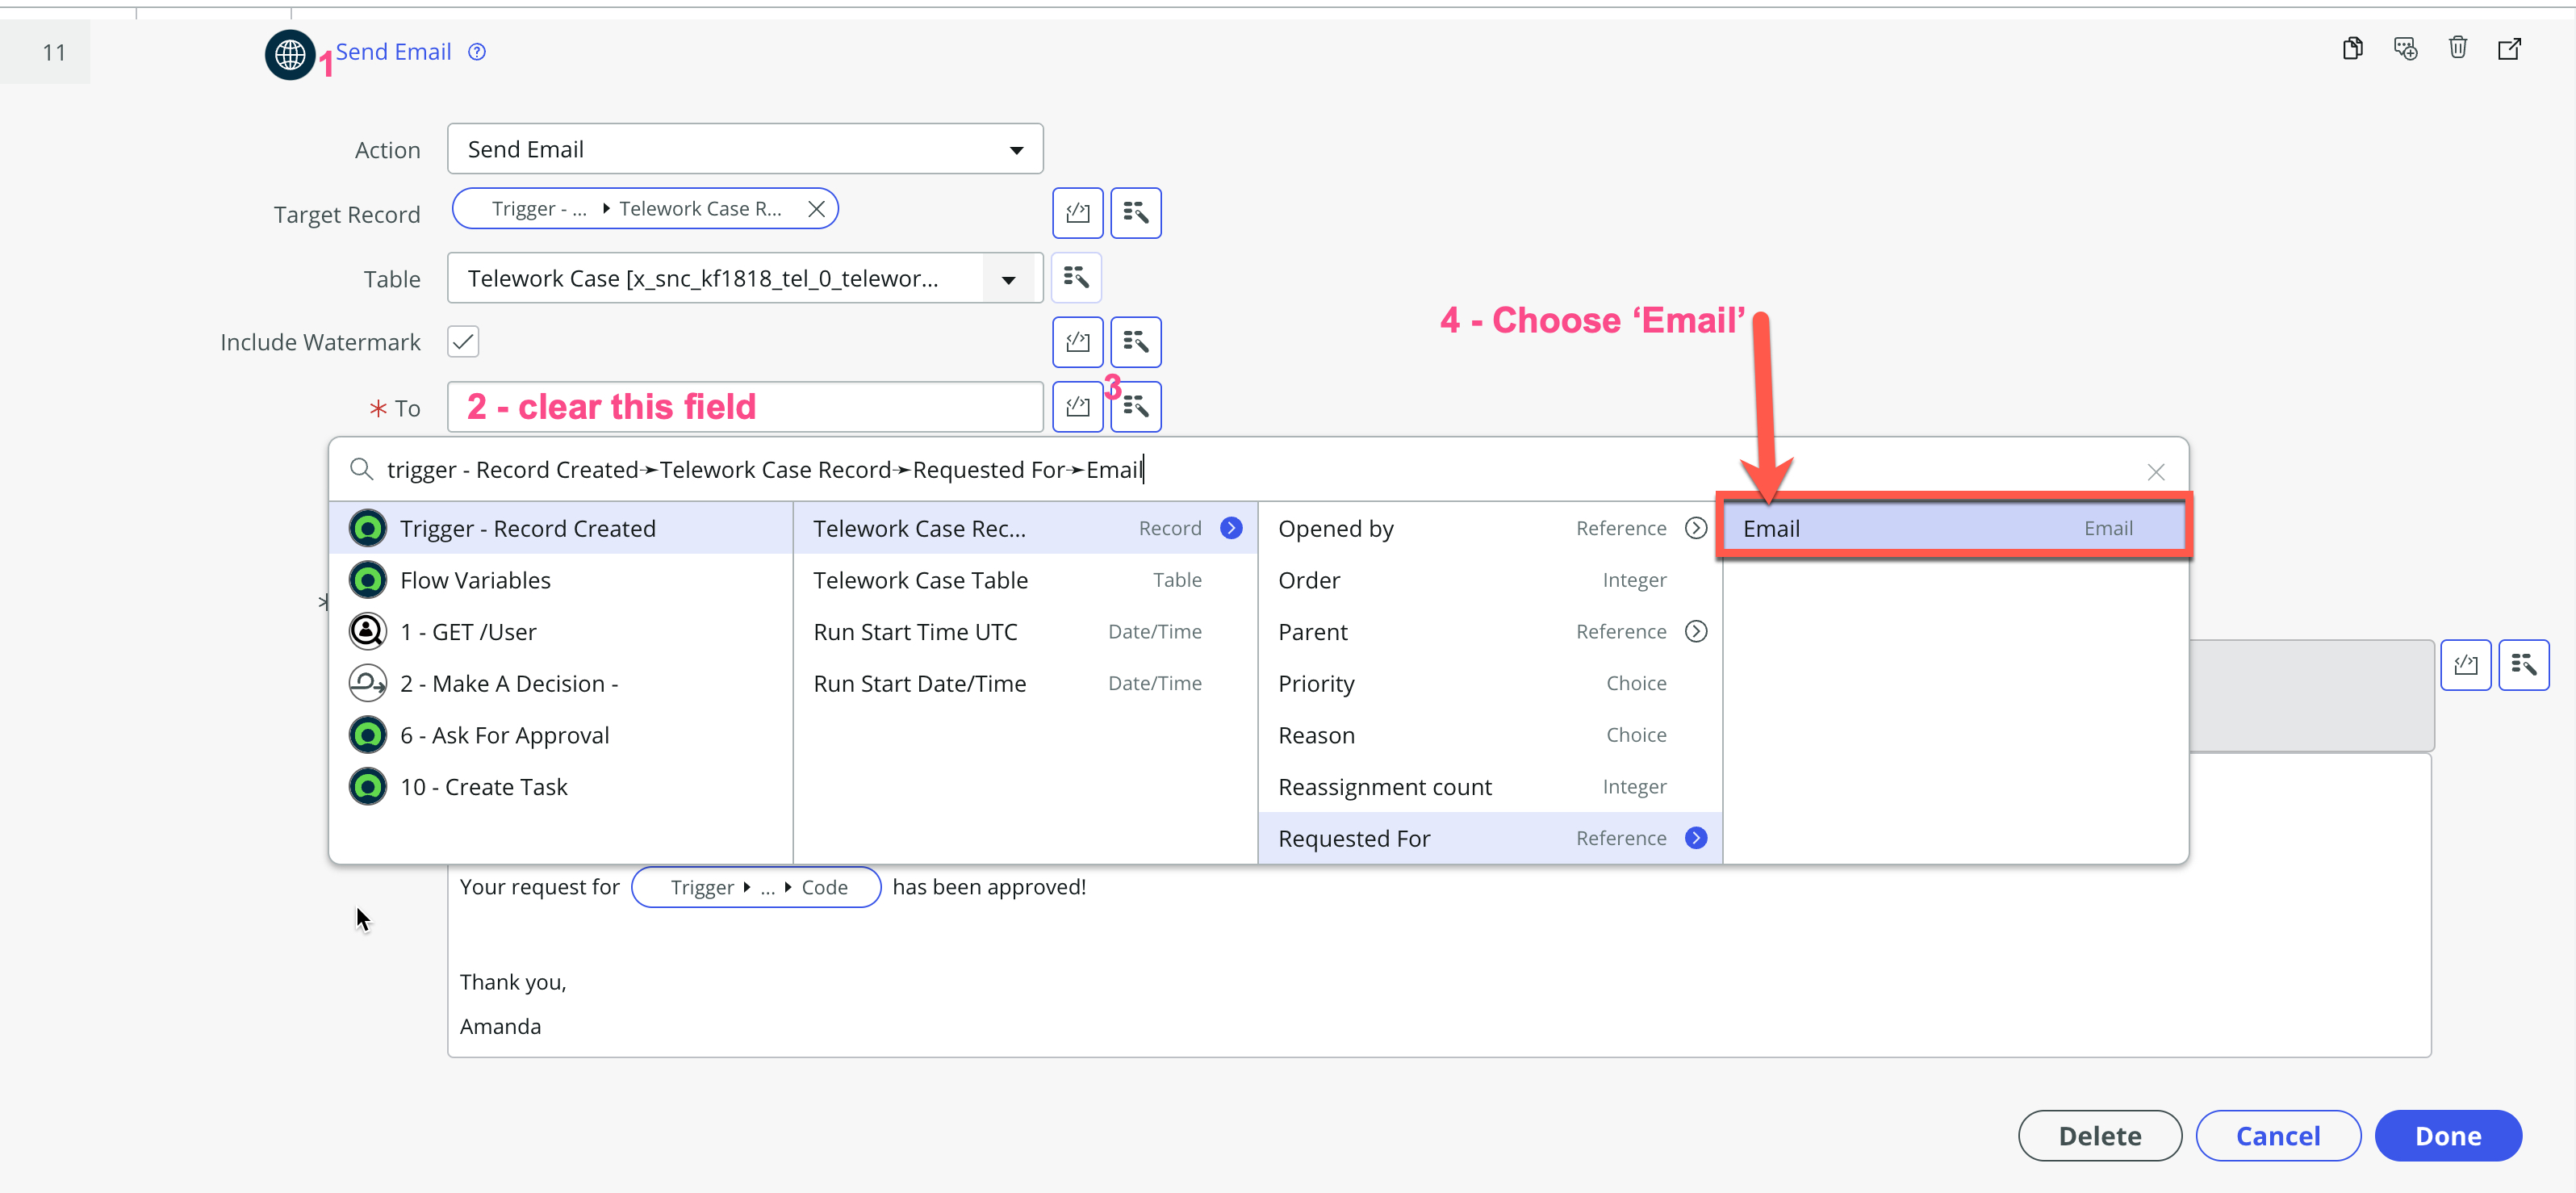 11
1 Send Email
Action Send Email
Target Record Trigger - ... Telework Case R...
Table Telework Case [x_snc_kf1818_tel_0_telewor...
Include Watermark
4 - Choose ‘Email’
* To 2 - clear this field 3
trigger - Record Created➛Telework Case Record➛Requested For➛Email
Trigger - Record Created Telework Case Rec... Record Opened by Reference Email Email
Flow Variables Telework Case Table Table Order Integer
1 - GET /User Run Start Time UTC Date/Time Parent Reference
2 - Make A Decision - Run Start Date/Time Date/Time Priority Choice
6 - Ask For Approval Reason Choice
10 - Create Task Reassignment count Integer
Requested For Reference
Your request for Trigger ... Code has been approved!
Thank you,
Amanda
Delete Cancel Done